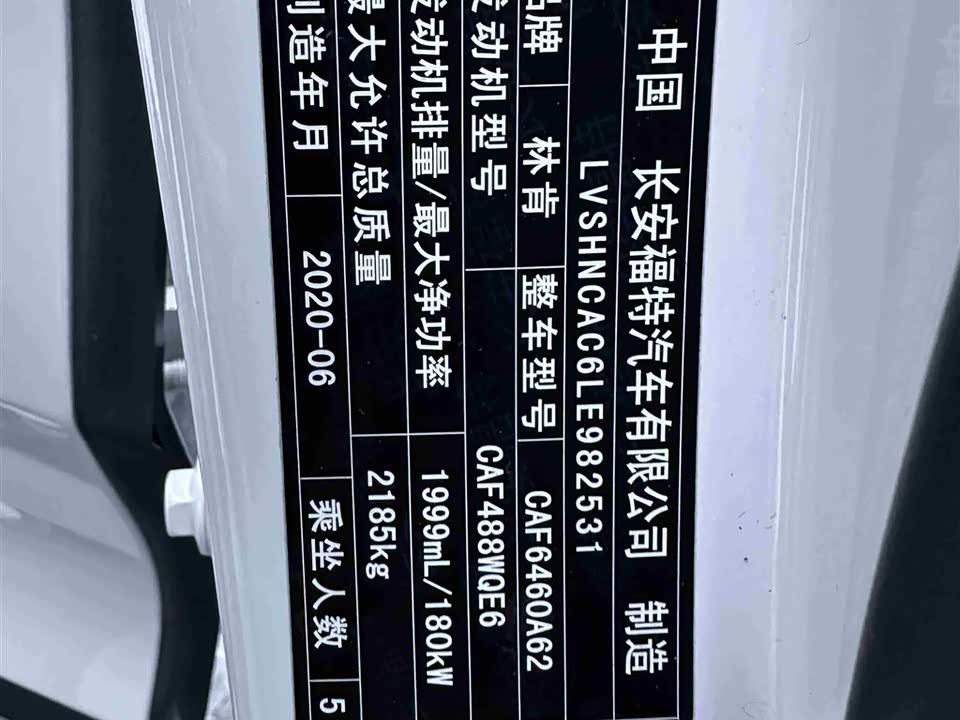 中国 长安福特汽车有限公司 制造
LVSHNCAC6LE982531
品牌 林肯 整车型号 CAF6460A62
发动机型号 CAF488WQE6
发动机排量/最大净功率 1999mL/180kW
最大允许总质量 2185kg
制造年月 2020-06 乘坐人数 5